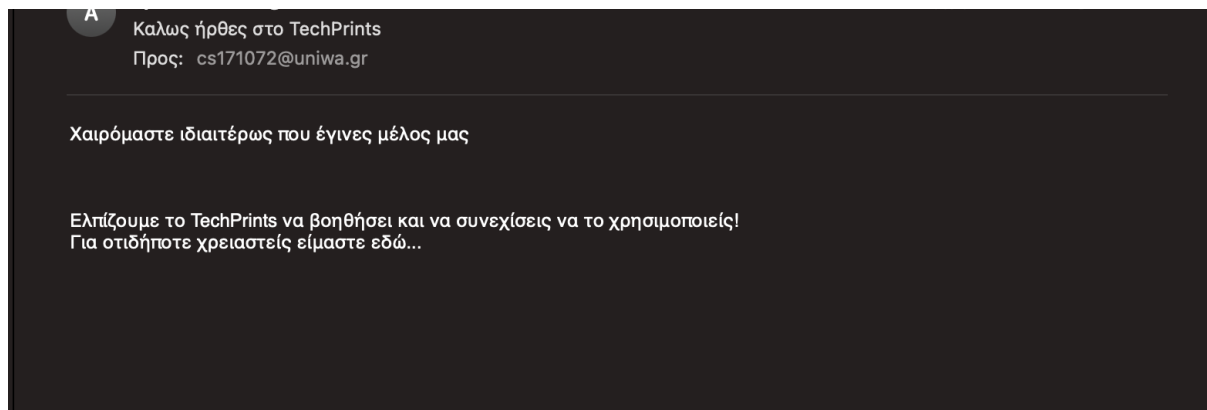 A
Καλως ήρθες στο TechPrints
Προς: cs171072@uniwa.gr
Χαιρόμαστε ιδιαιτέρως που έγινες μέλος μας
Ελπίζουμε το TechPrints να βοηθήσει και να συνεχίσεις να το χρησιμοποιείς!
Για οτιδήποτε χρειαστείς είμαστε εδώ...